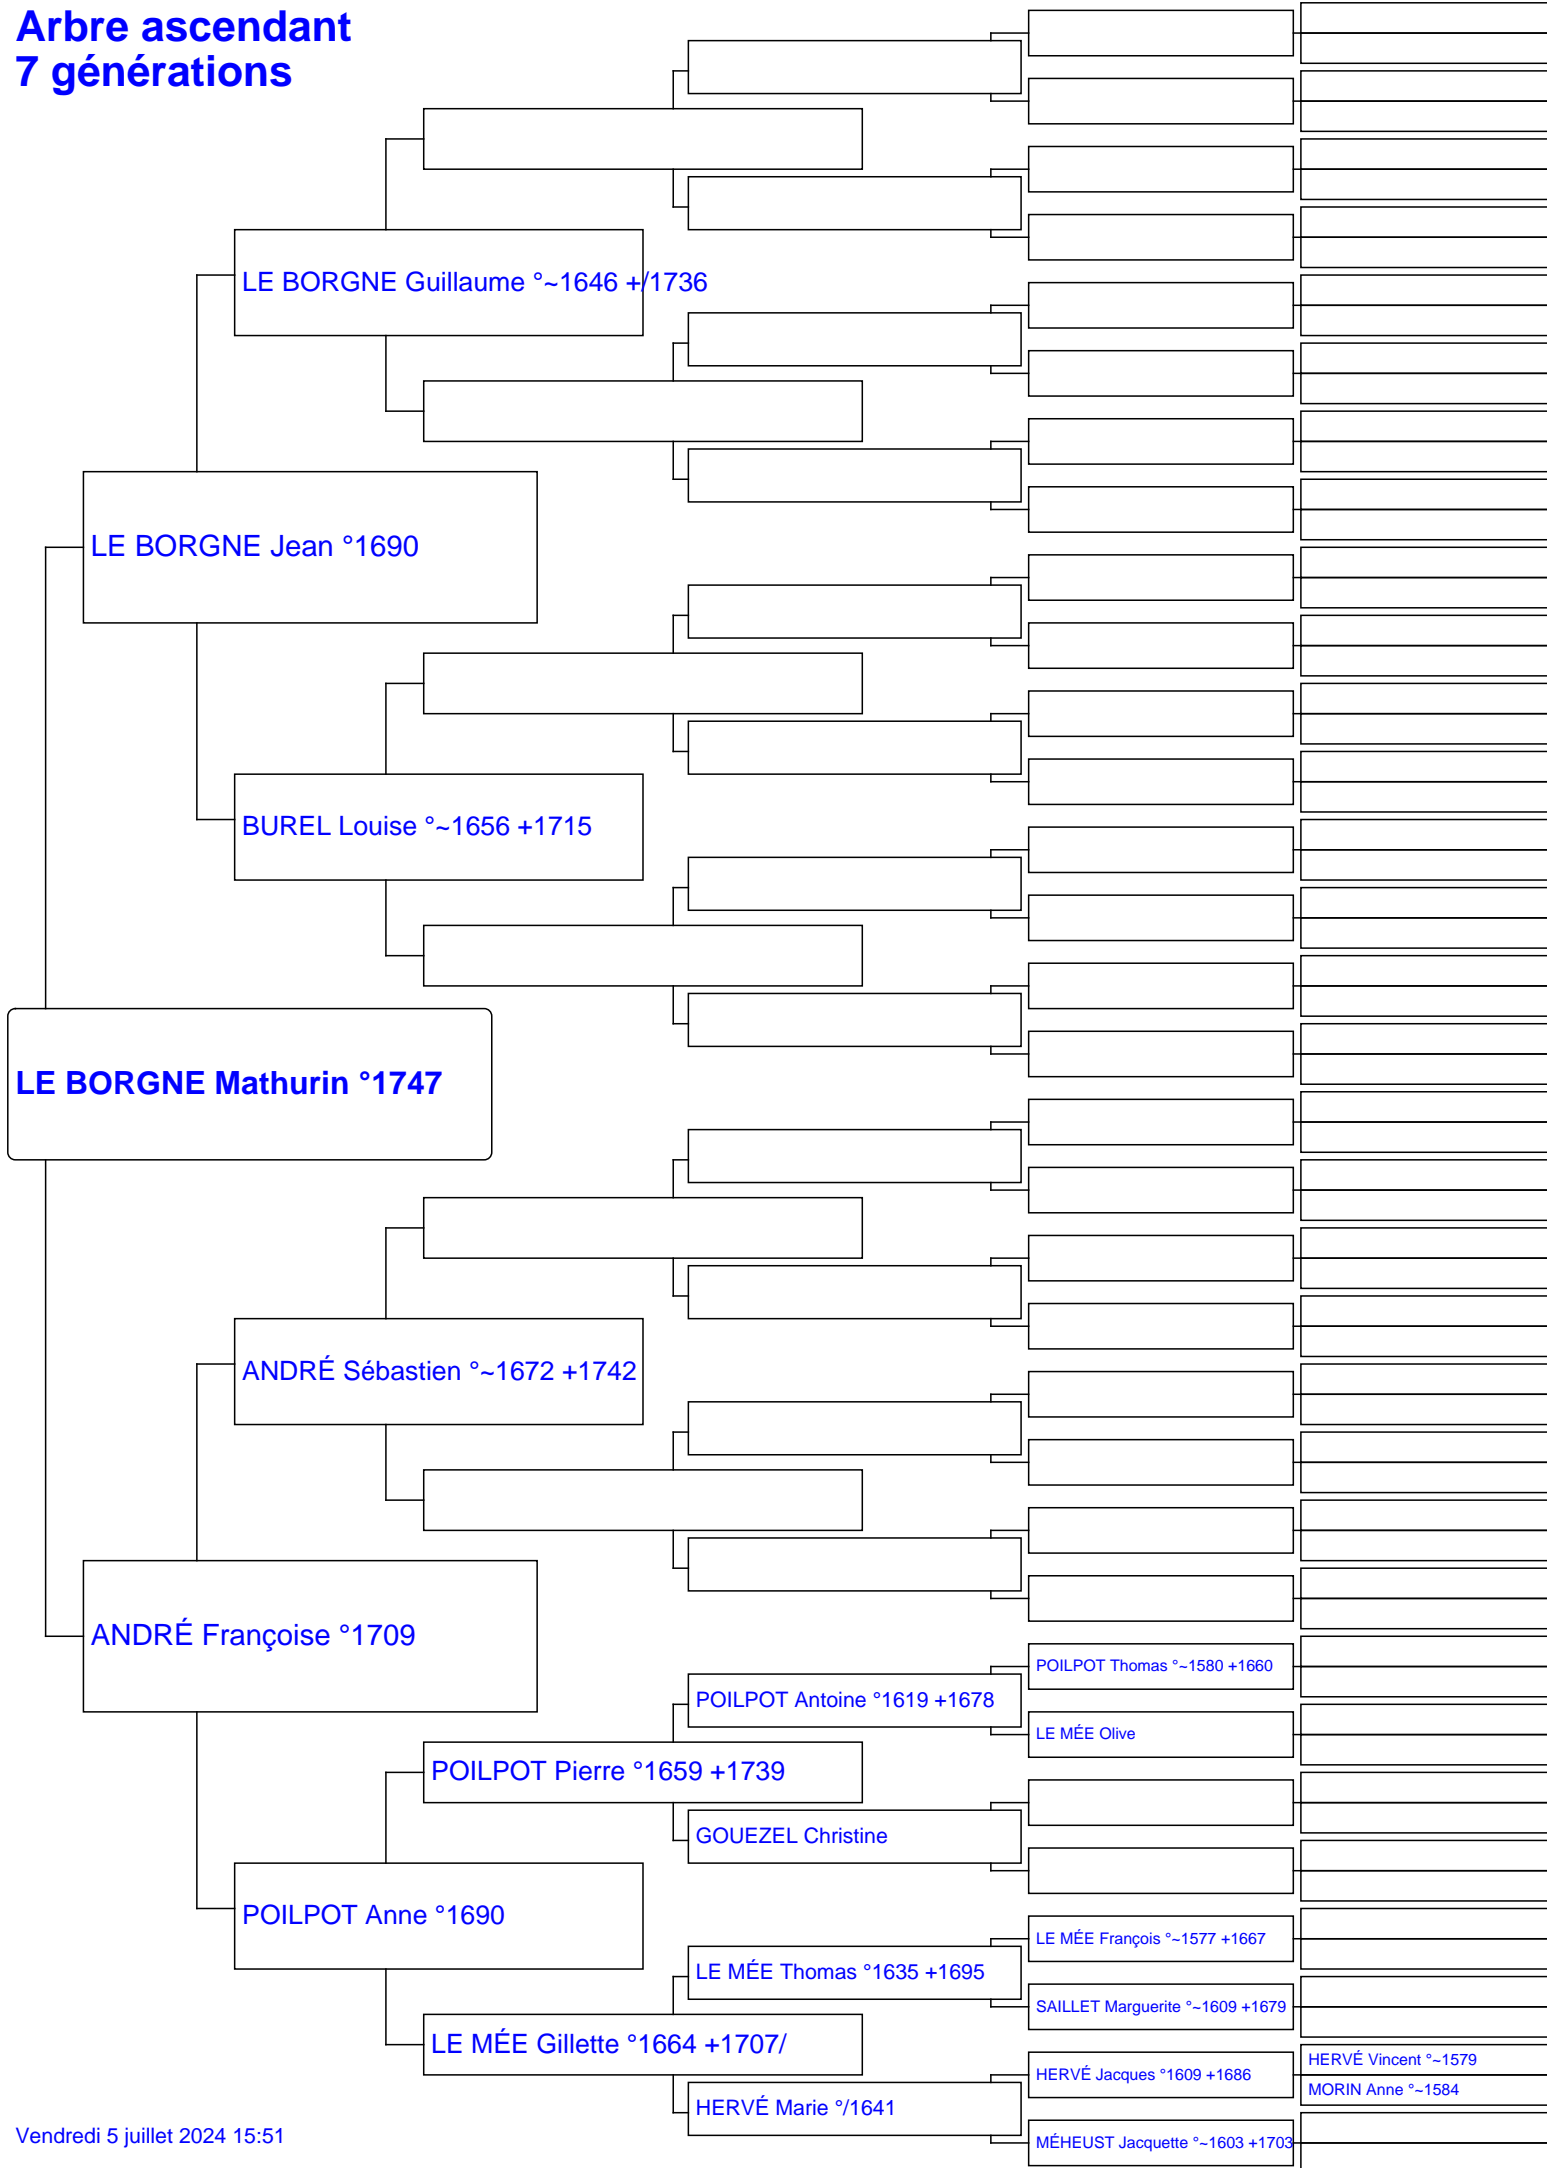 Arbre ascendant
7 générations
LE BORGNE Guillaume °~1646 +/1736
LE BORGNE Jean °1690
BUREL Louise °~1656 +1715
LE BORGNE Mathurin °1747
ANDRÉ Sébastien °~1672 +1742
ANDRÉ Françoise °1709
POILPOT Thomas °~1580 +1660
POILPOT Antoine °1619 +1678
LE MÉE Olive
POILPOT Pierre °1659 +1739
GOUEZEL Christine
POILPOT Anne °1690
LE MÉE François °~1577 +1667
LE MÉE Thomas °1635 +1695
SAILLET Marguerite °~1609 +1679
LE MÉE Gillette °1664 +1707/
HERVÉ Vincent °~1579
HERVÉ Jacques °1609 +1686
MORIN Anne °~1584
HERVÉ Marie °/1641
MÉHEUST Jacquette °~1603 +1703
Vendredi 5 juillet 2024 15:51